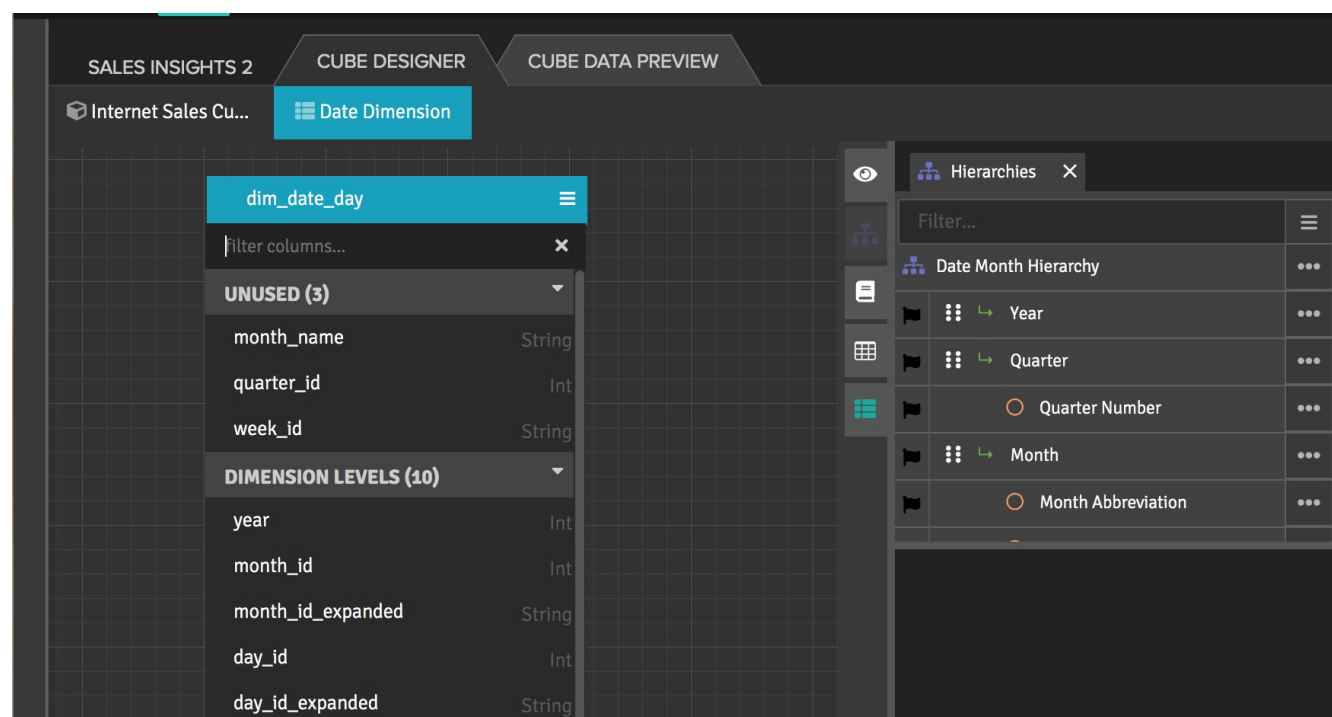 SALES INSIGHTS 2
CUBE DESIGNER
CUBE DATA PREVIEW
Internet Sales Cu...
Date Dimension
dim_date_day
filter columns...
UNUSED (3)
month_name String
quarter_id Int
week_id String
DIMENSION LEVELS (10)
year Int
month_id Int
month_id_expanded String
day_id Int
day_id_expanded String
Hierarchies
Filter...
Date Month Hierarchy
Year
Quarter
Quarter Number
Month
Month Abbreviation